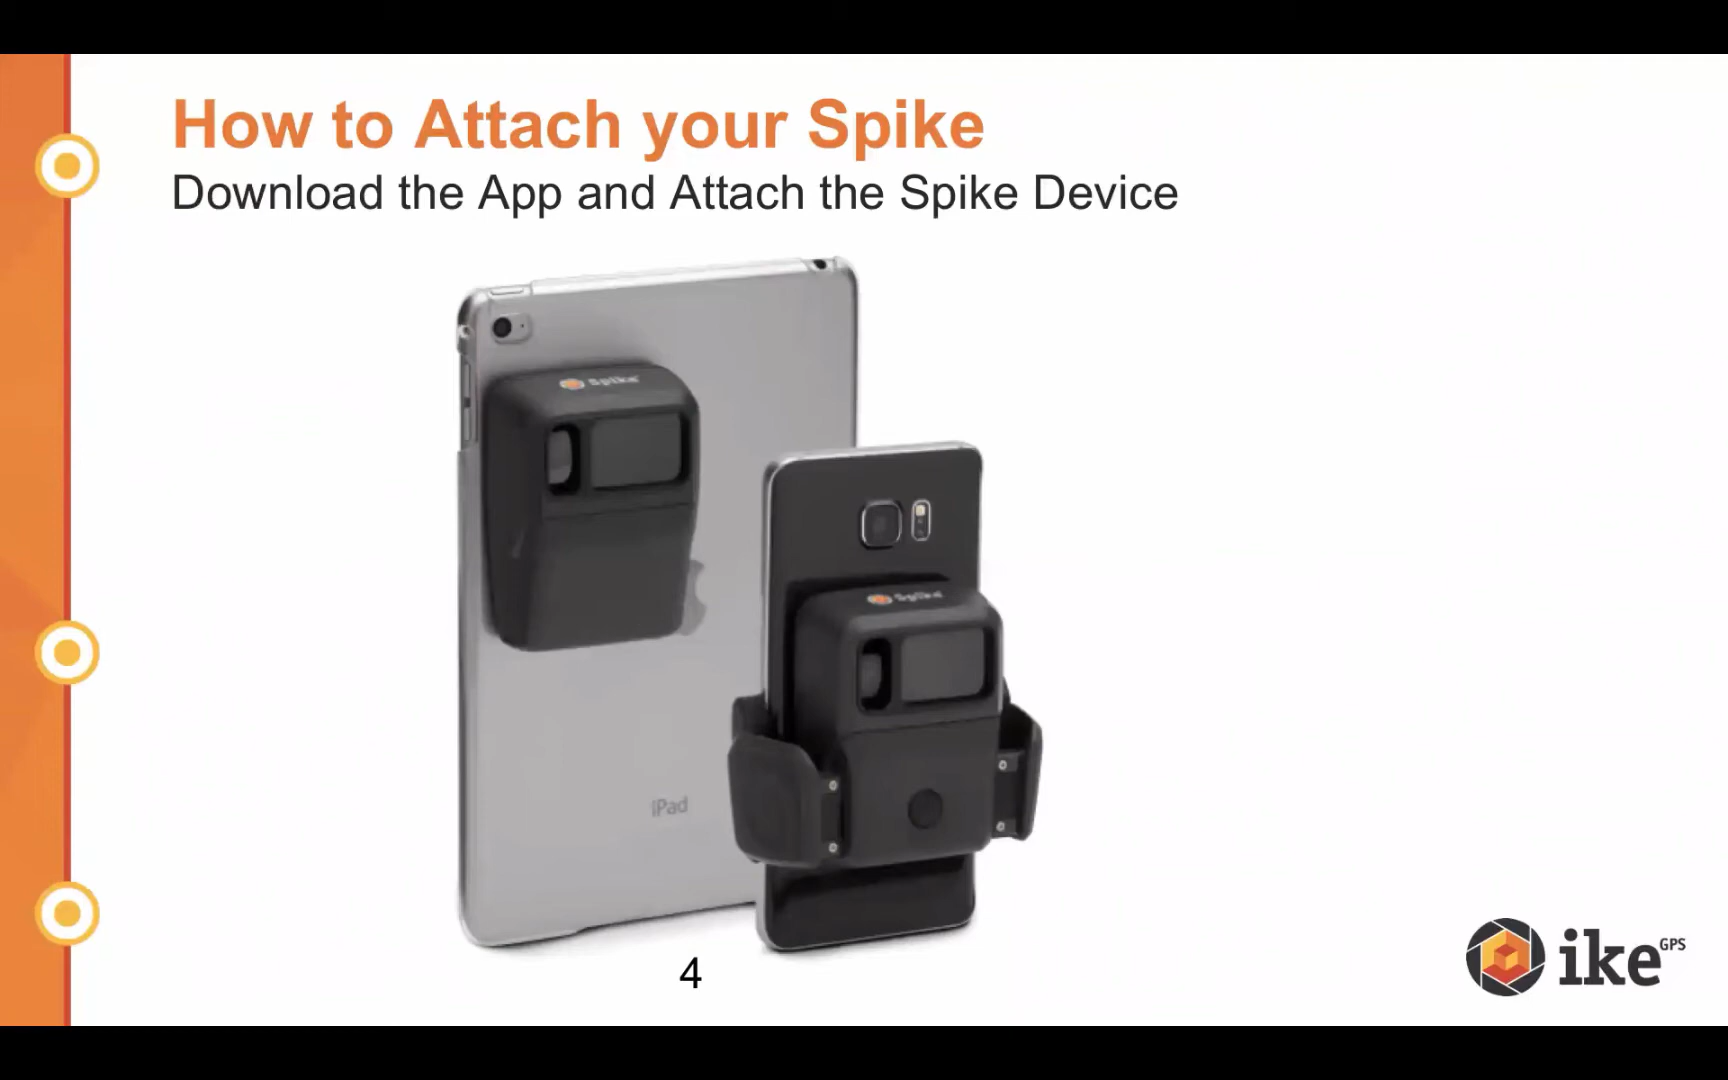 How to Attach your Spike
Download the App and Attach the Spike Device
Spike
Spike
iPad
4
ike GPS